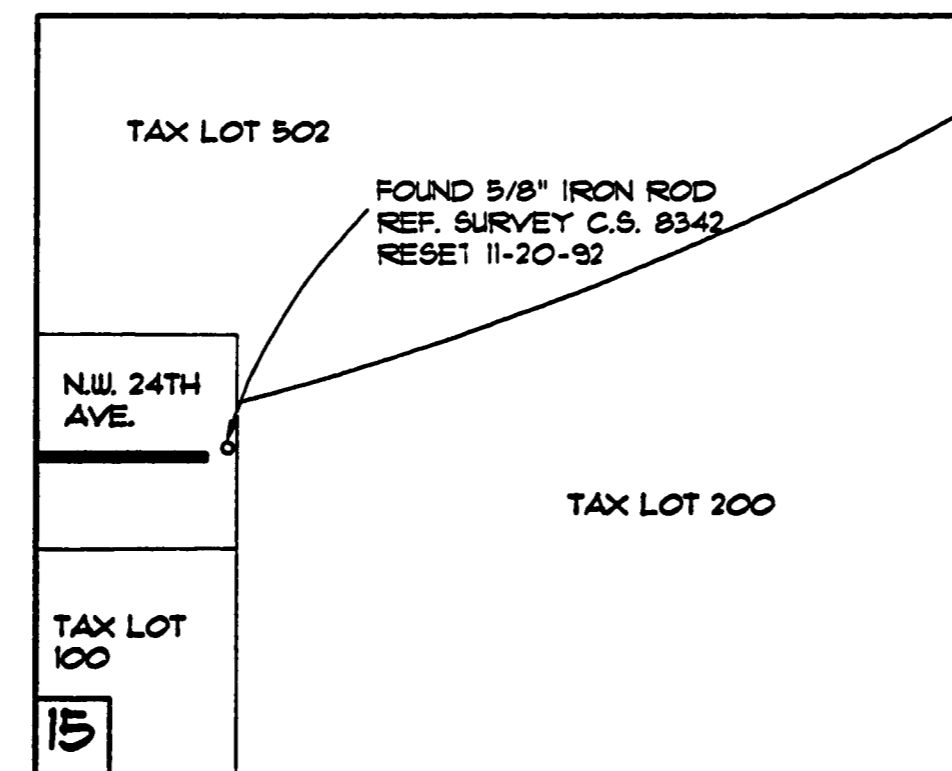 TAX LOT 502
FOUND 5/8" IRON ROD
REF. SURVEY C.S. 8342
RESET 11-20-92
N.W. 24TH
AVE.
TAX LOT 200
TAX LOT
100
15